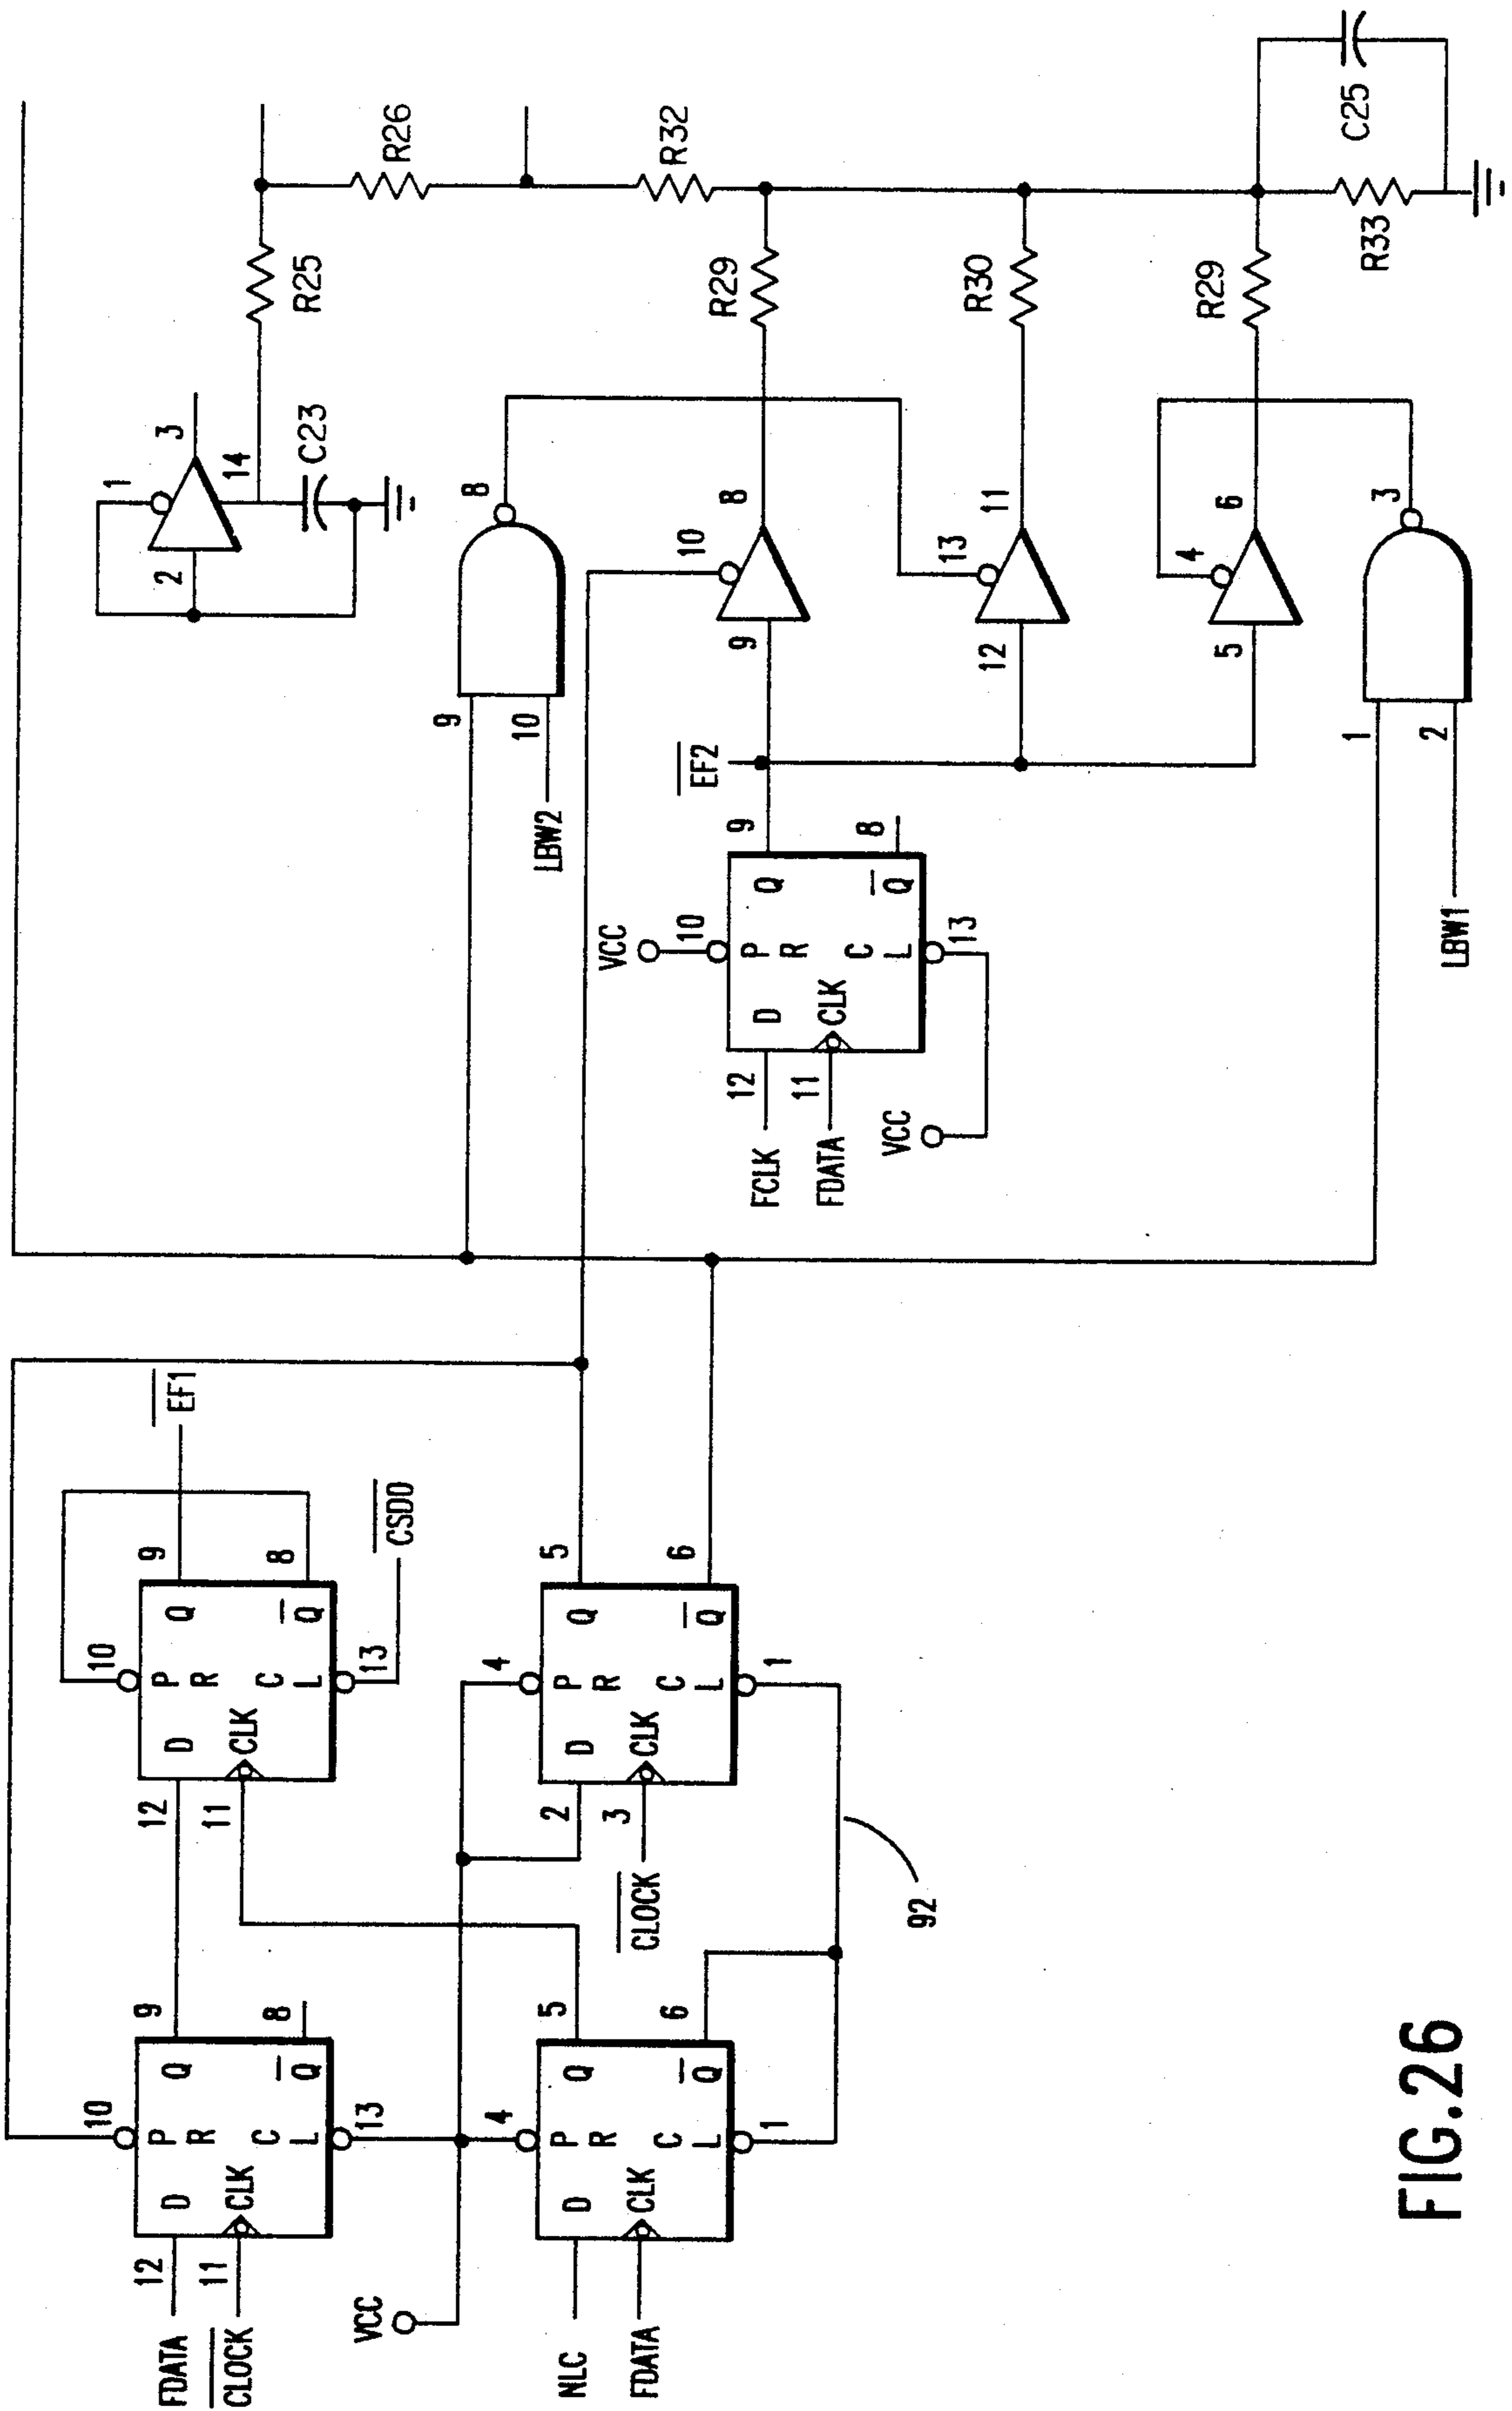 FDATA
12
CLOCK
11
D
CLK
P
R
C
L
10
13
Q
Q
9
8
12
11
D
CLK
P
R
C
L
10
13
Q
Q
9
8
EF1
CSDO
VCC
NLC
FDATA
D
CLK
P
R
C
L
4
1
Q
Q
5
6
2
3
CLOCK
D
CLK
P
R
C
L
4
1
Q
Q
5
6
92
FCLK
12
FDATA
11
VCC
VCC
D
CLK
P
R
C
L
10
13
Q
Q
9
8
EF2
1
2
3
14
C23
R25
R26
9
10
8
LBW2
9
10
8
R29
R32
12
13
11
R30
5
4
6
R29
1
2
3
LBW1
R33
C25
FIG.26